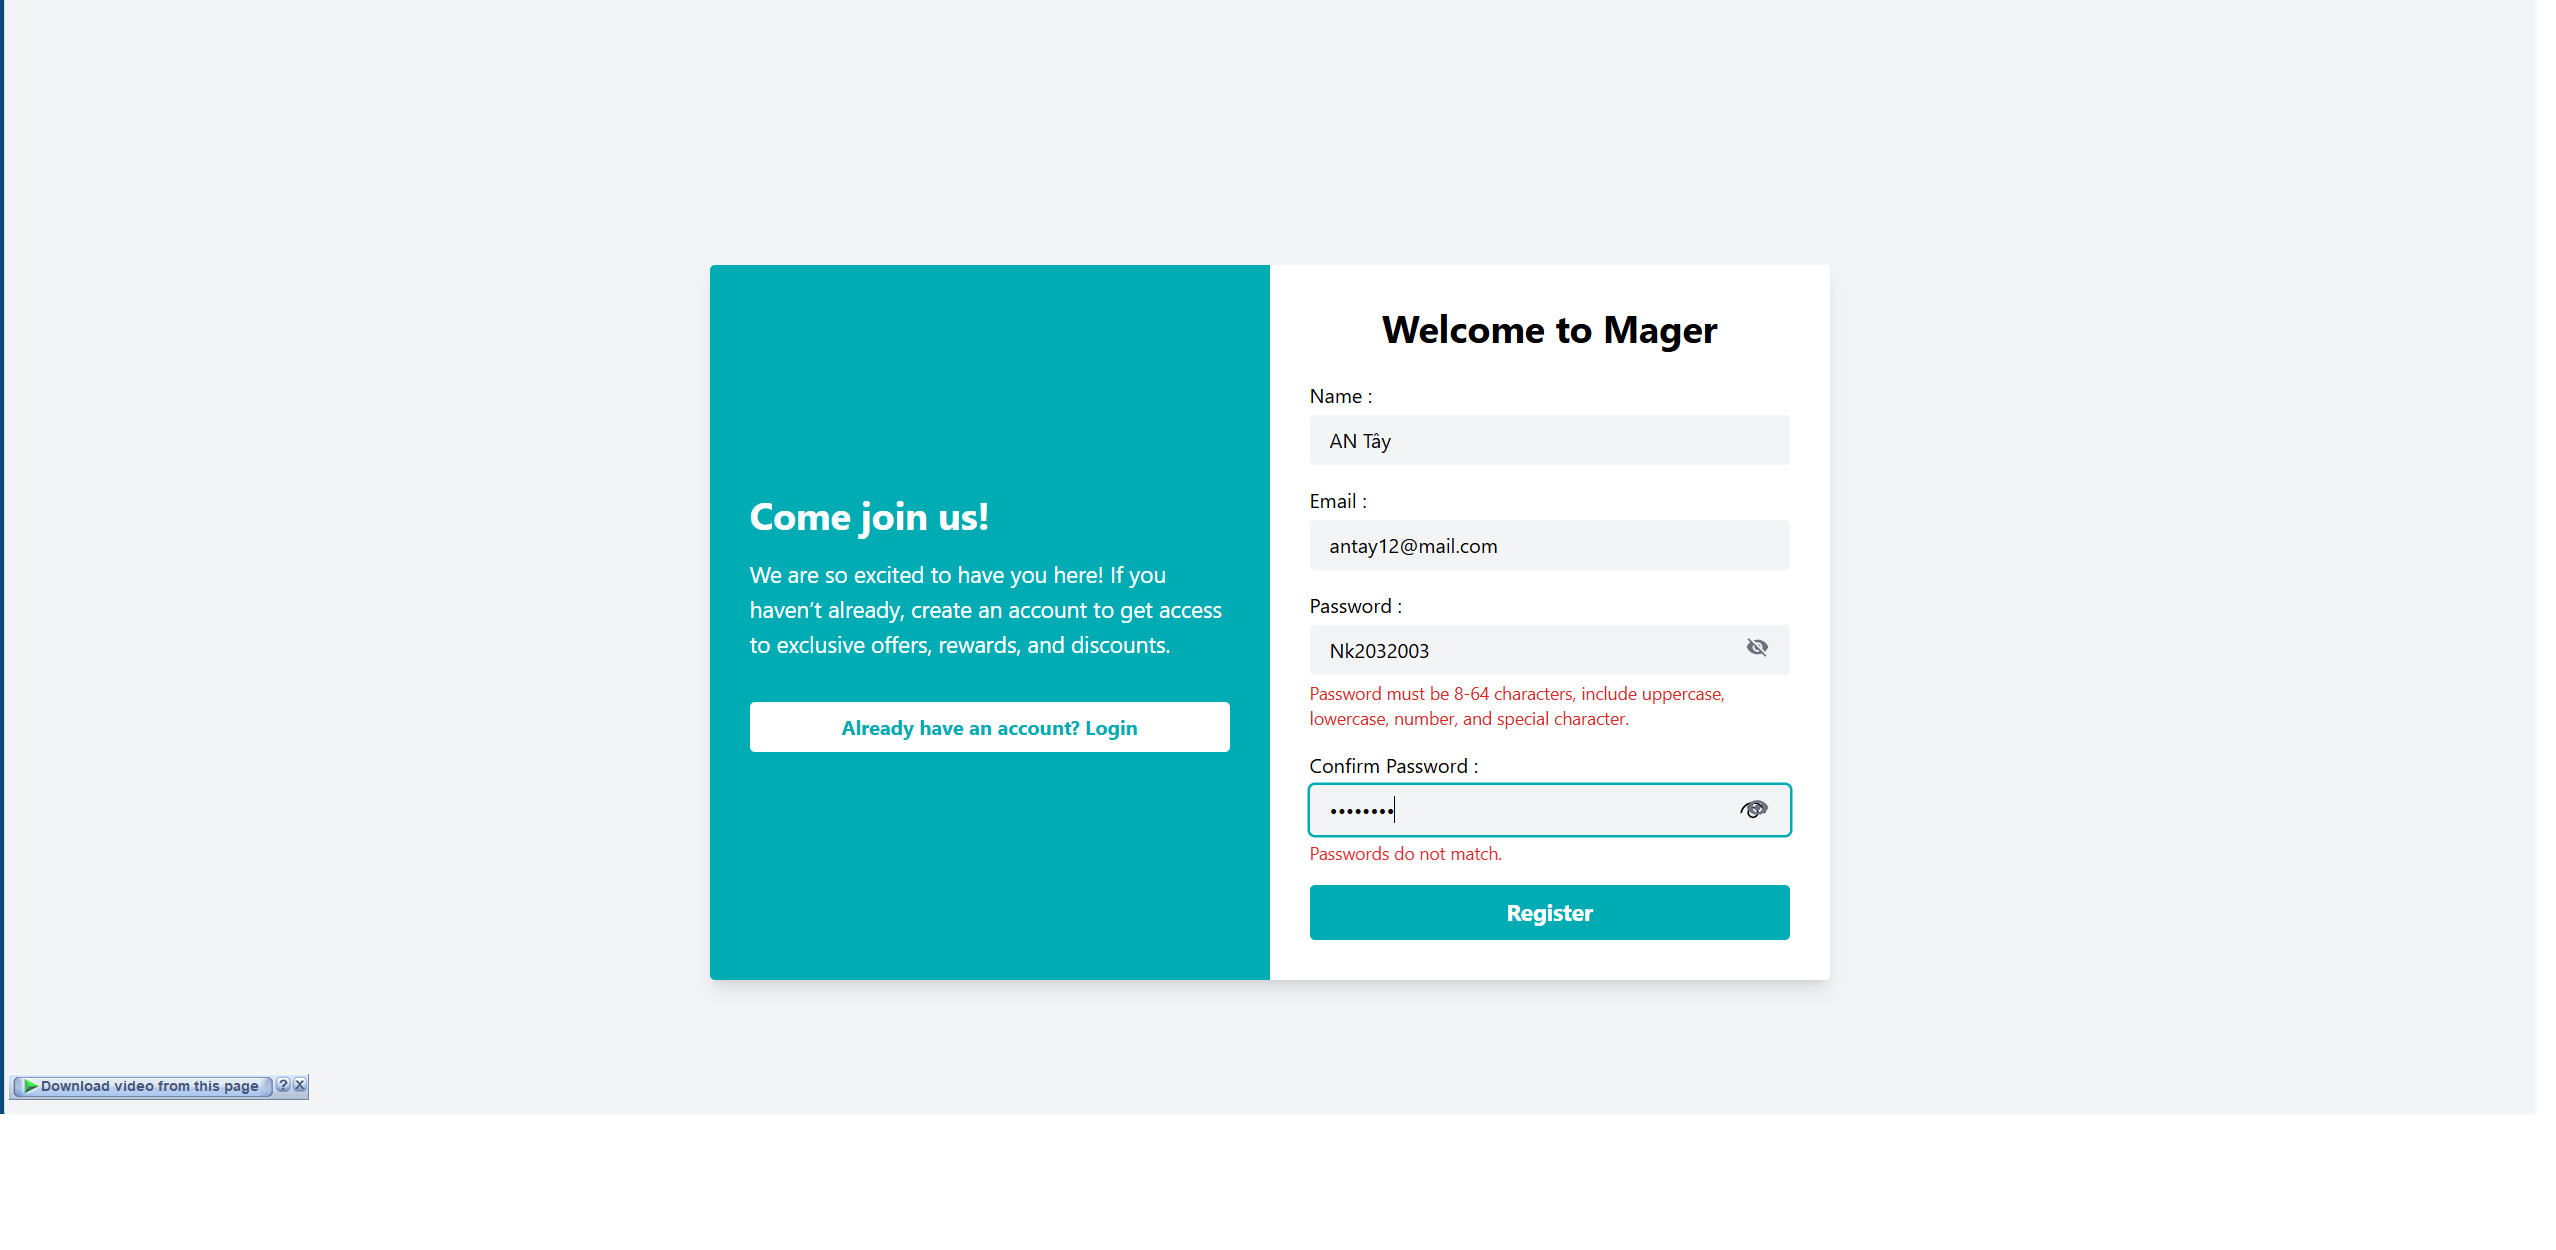 Come join us!
We are so excited to have you here! If you
haven’t already, create an account to get access
to exclusive offers, rewards, and discounts.
Already have an account? Login
Welcome to Mager
Name :
AN Tây
Email :
antay12@mail.com
Password :
Nk2032003
Password must be 8-64 characters, include uppercase,
lowercase, number, and special character.
Confirm Password :
••••••••
Passwords do not match.
Register
Download video from this page ? X